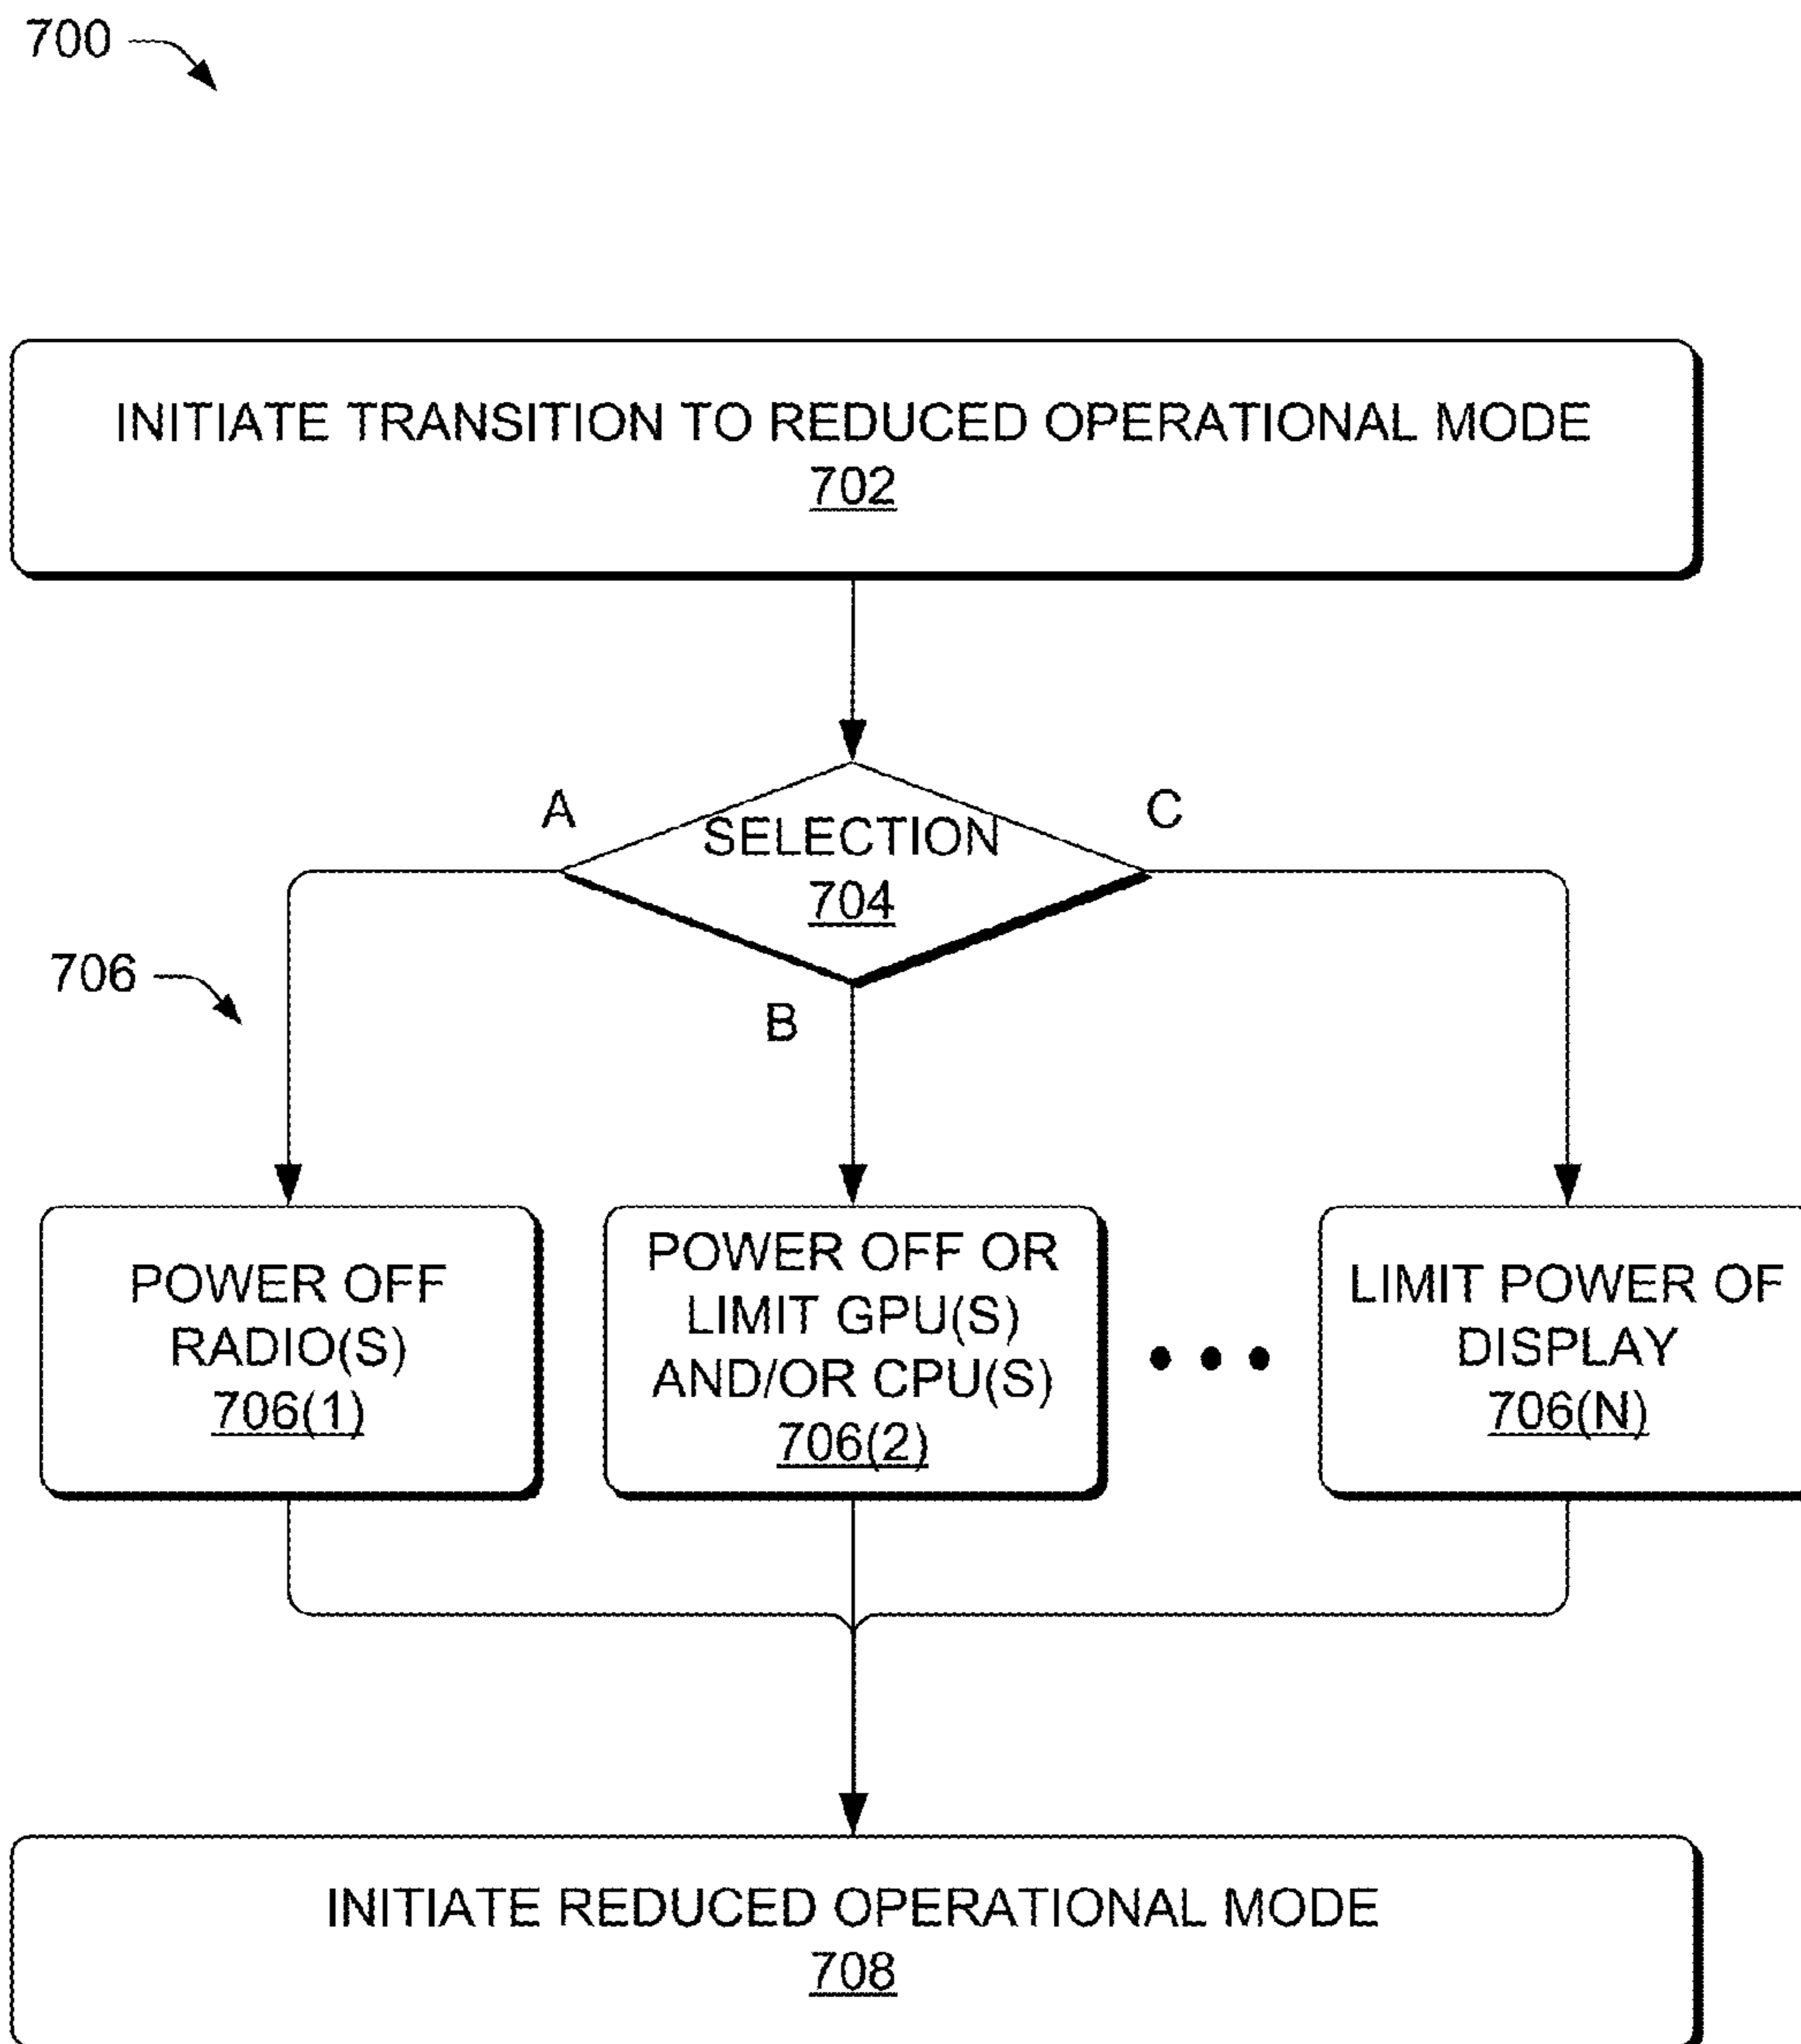 700
INITIATE TRANSITION TO REDUCED OPERATIONAL MODE
702
A
C
SELECTION
704
706
B
POWER OFF
RADIO(S)
706(1)
POWER OFF OR
LIMIT GPU(S)
AND/OR CPU(S)
706(2)
LIMIT POWER OF
DISPLAY
706(N)
INITIATE REDUCED OPERATIONAL MODE
708